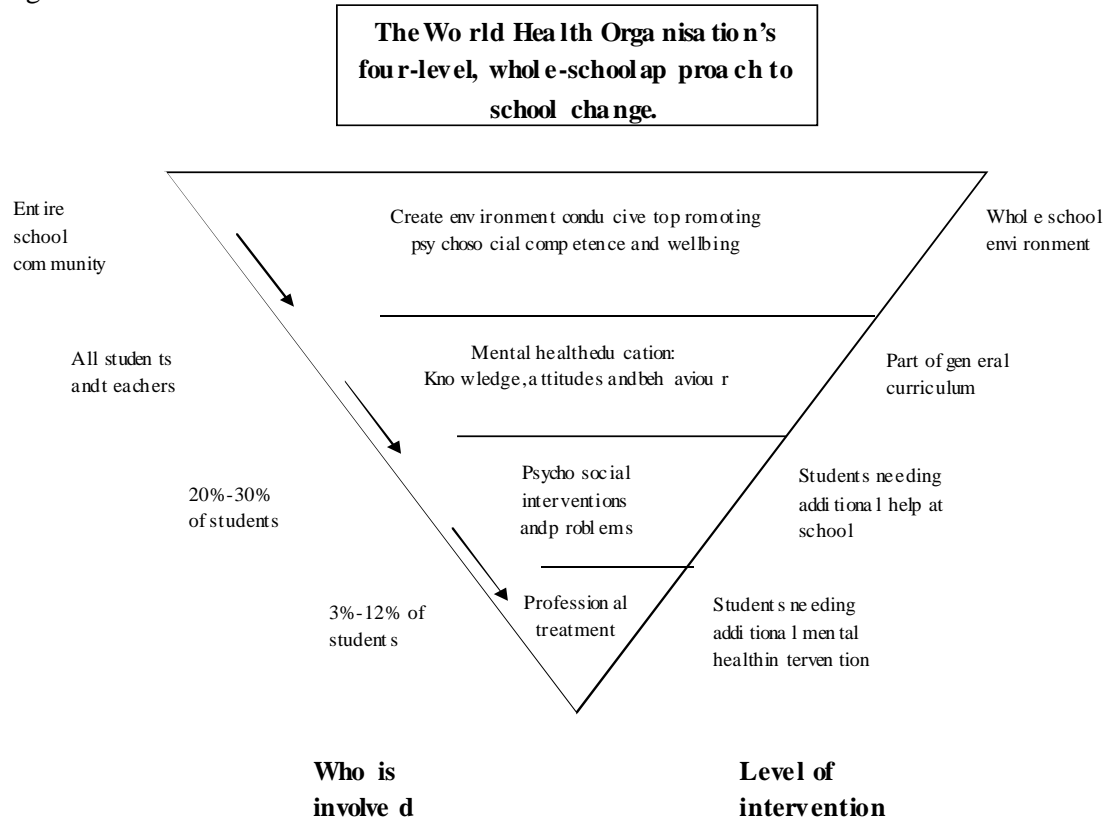 The World Health Organisation's
four-level, whole-school approach to
school change.
Entire
school
community
Create environment conducive to promoting
psychosocial competence and wellbing
Whole school
environment
All students
and teachers
Mental health education:
Knowledge, attitudes and behaviour
Part of general
curriculum
20%-30%
of students
Psychosocial
interventions
and problems
Students needing
additional help at
school
3%-12% of
students
Professional
treatment
Students needing
additional mental
health intervention
Who is
involved
Level of
intervention